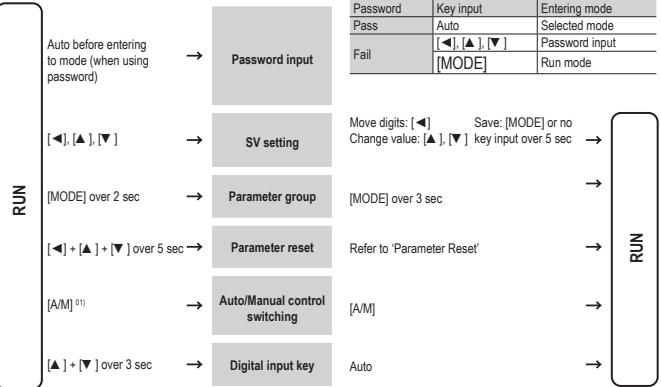 Password Key input Entering mode
Pass Auto Selected mode
Fail [◄], [▲], [▼] Password input
[MODE] Run mode
RUN
Auto before entering
to mode (when using
password)
→
Password input
[◄], [▲], [▼]
→
SV setting
Move digits: [◄] Save: [MODE] or no
Change value: [▲], [▼] key input over 5 sec →
[MODE] over 2 sec
→
Parameter group
[MODE] over 3 sec
→
[◄] + [▲] + [▼] over 5 sec →
Parameter reset
Refer to 'Parameter Reset'
→
[A/M] 01)
→
Auto/Manual control
switching
[A/M]
→
[▲] + [▼] over 3 sec
→
Digital input key
Auto
→
RUN